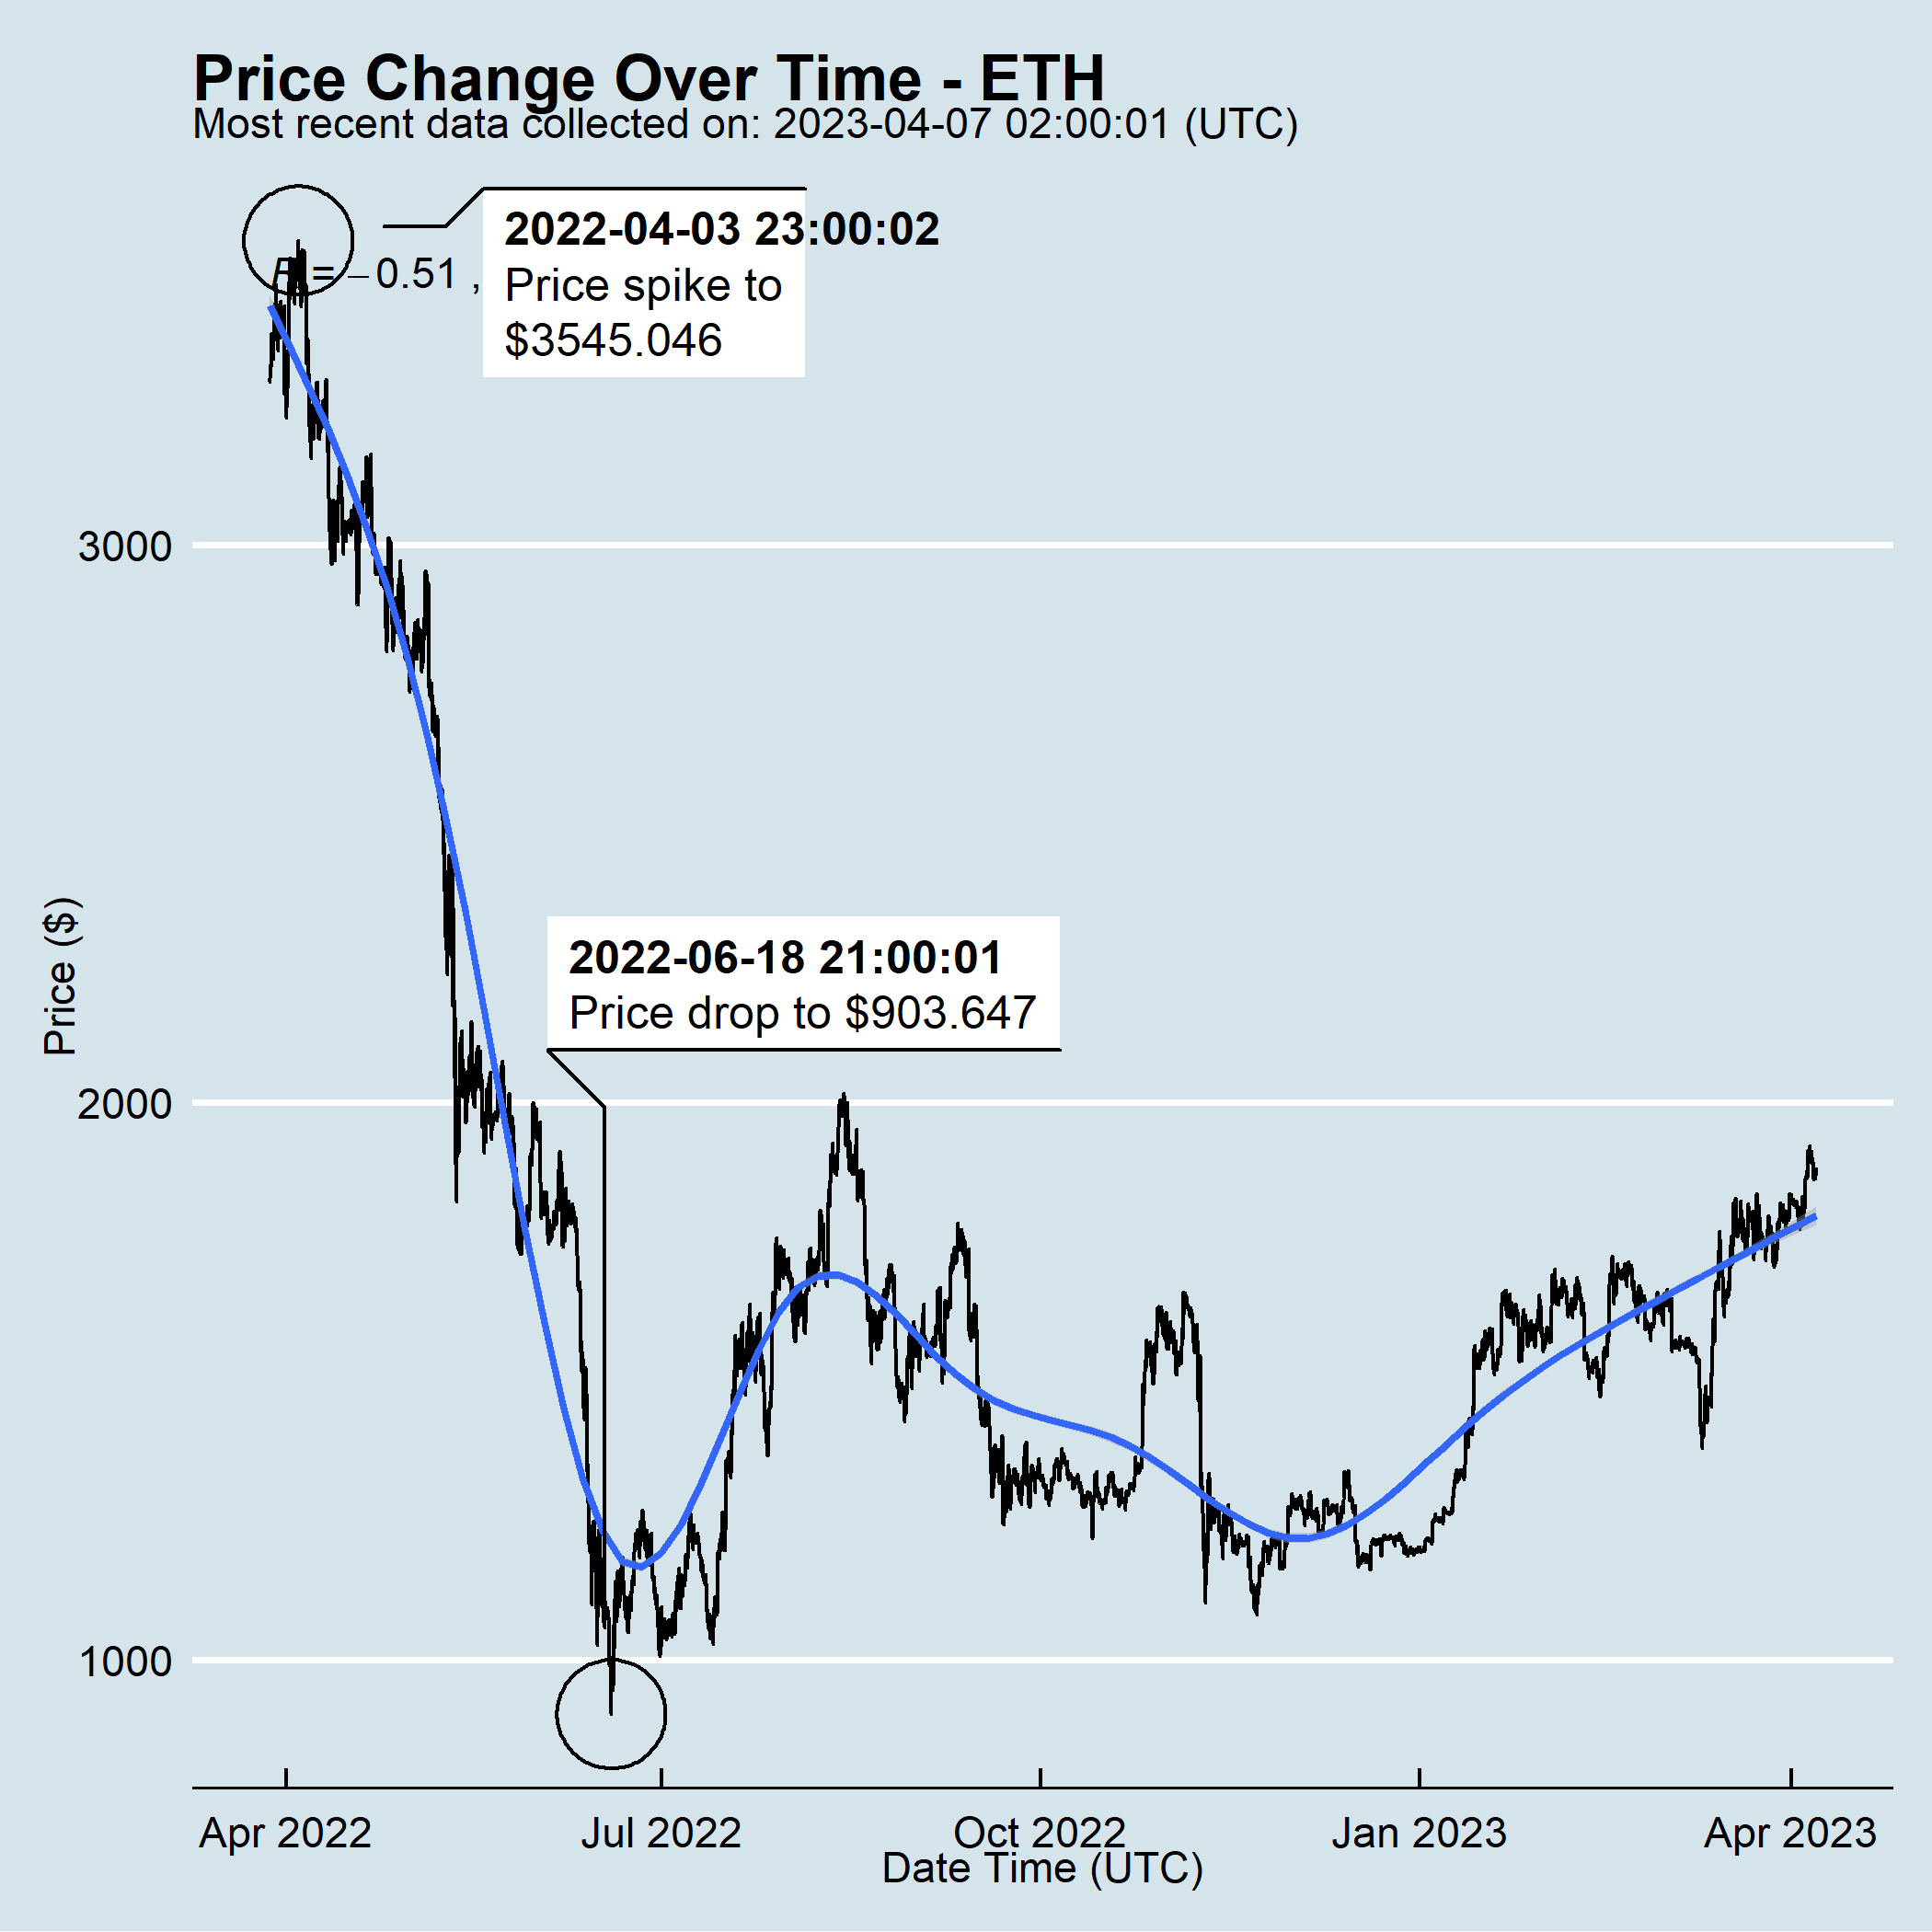 Price Change Over Time - ETH
Most recent data collected on: 2023-04-07 02:00:01 (UTC)
2022-04-03 23:00:02
Price spike to
$3545.046
R = −0.51 ,
3000
2022-06-18 21:00:01
Price drop to $903.647
Price ($)
2000
1000
Apr 2022 Jul 2022 Oct 2022 Jan 2023 Apr 2023
Date Time (UTC)